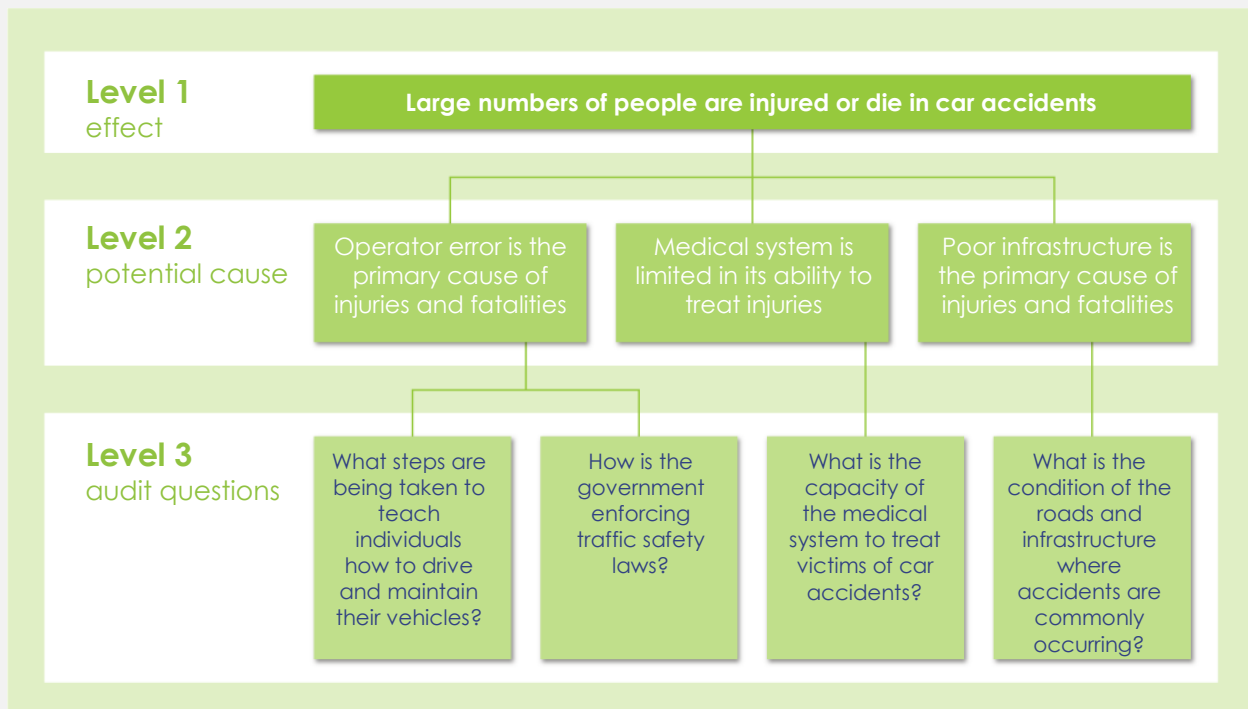 Level 1
effect
Large numbers of people are injured or die in car accidents
Level 2
potential cause
Operator error is the
primary cause of
injuries and fatalities
Medical system is
limited in its ability to
treat injuries
Poor infrastructure is
the primary cause of
injuries and fatalities
Level 3
audit questions
What steps are
being taken to
teach
individuals
how to drive
and maintain
their vehicles?
How is the
government
enforcing
traffic safety
laws?
What is the
capacity of
the medical
system to treat
victims of car
accidents?
What is the
condition of the
roads and
infrastructure
where
accidents are
commonly
occurring?